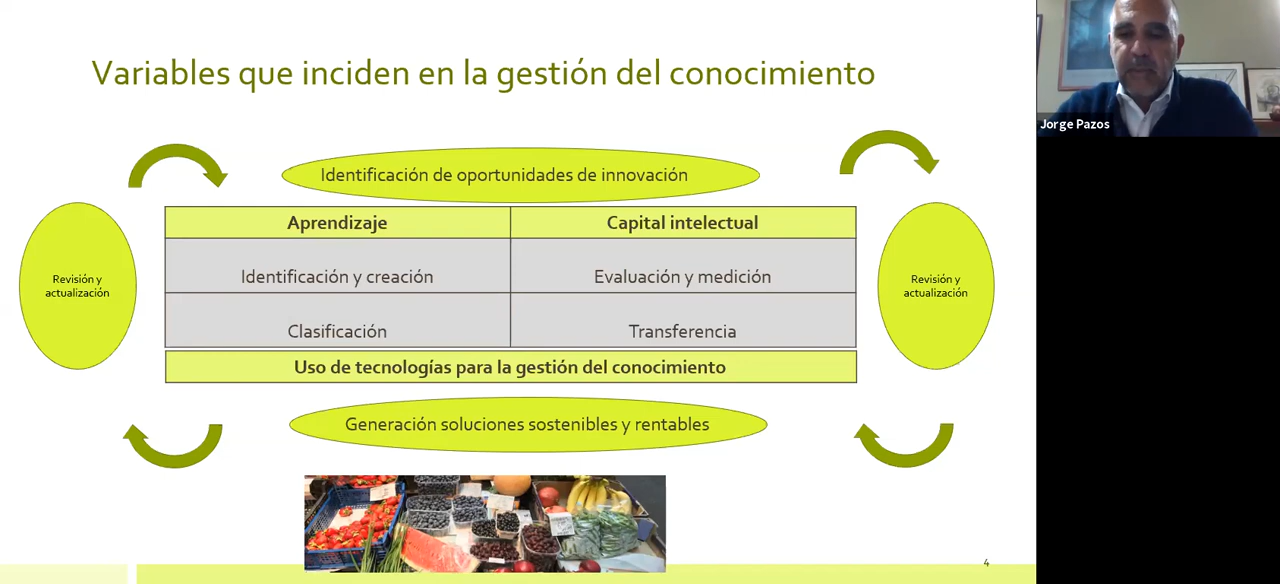 Variables que inciden en la gestión del conocimiento
Jorge Pazos
Identificación de oportunidades de innovación
Aprendizaje
Capital intelectual
Revisión y
actualización
Identificación y creación
Evaluación y medición
Revisión y
actualización
Clasificación
Transferencia
Uso de tecnologías para la gestión del conocimiento
Generación soluciones sostenibles y rentables
4